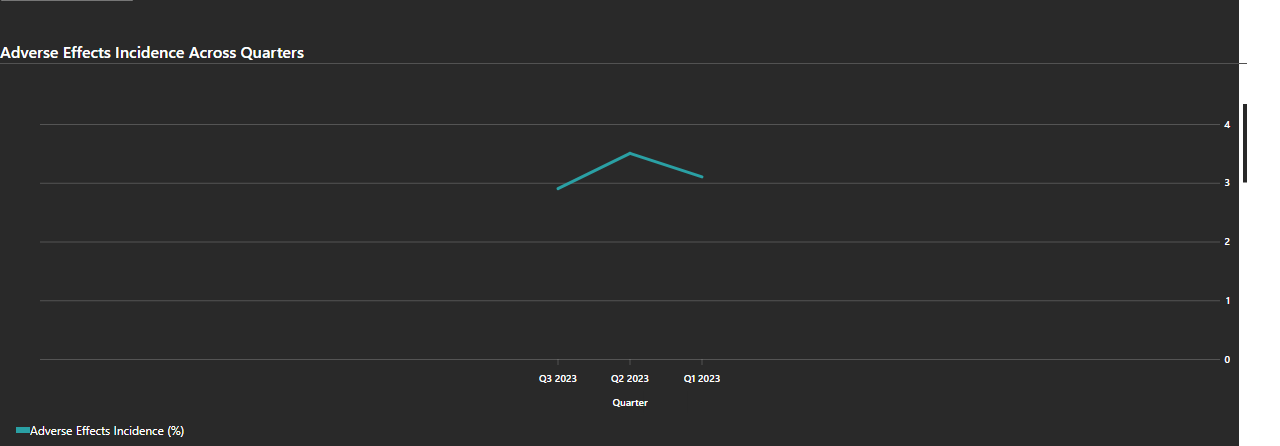 Adverse Effects Incidence Across Quarters
4
3
2
1
0
Q3 2023 Q2 2023 Q1 2023
Quarter
Adverse Effects Incidence (%)